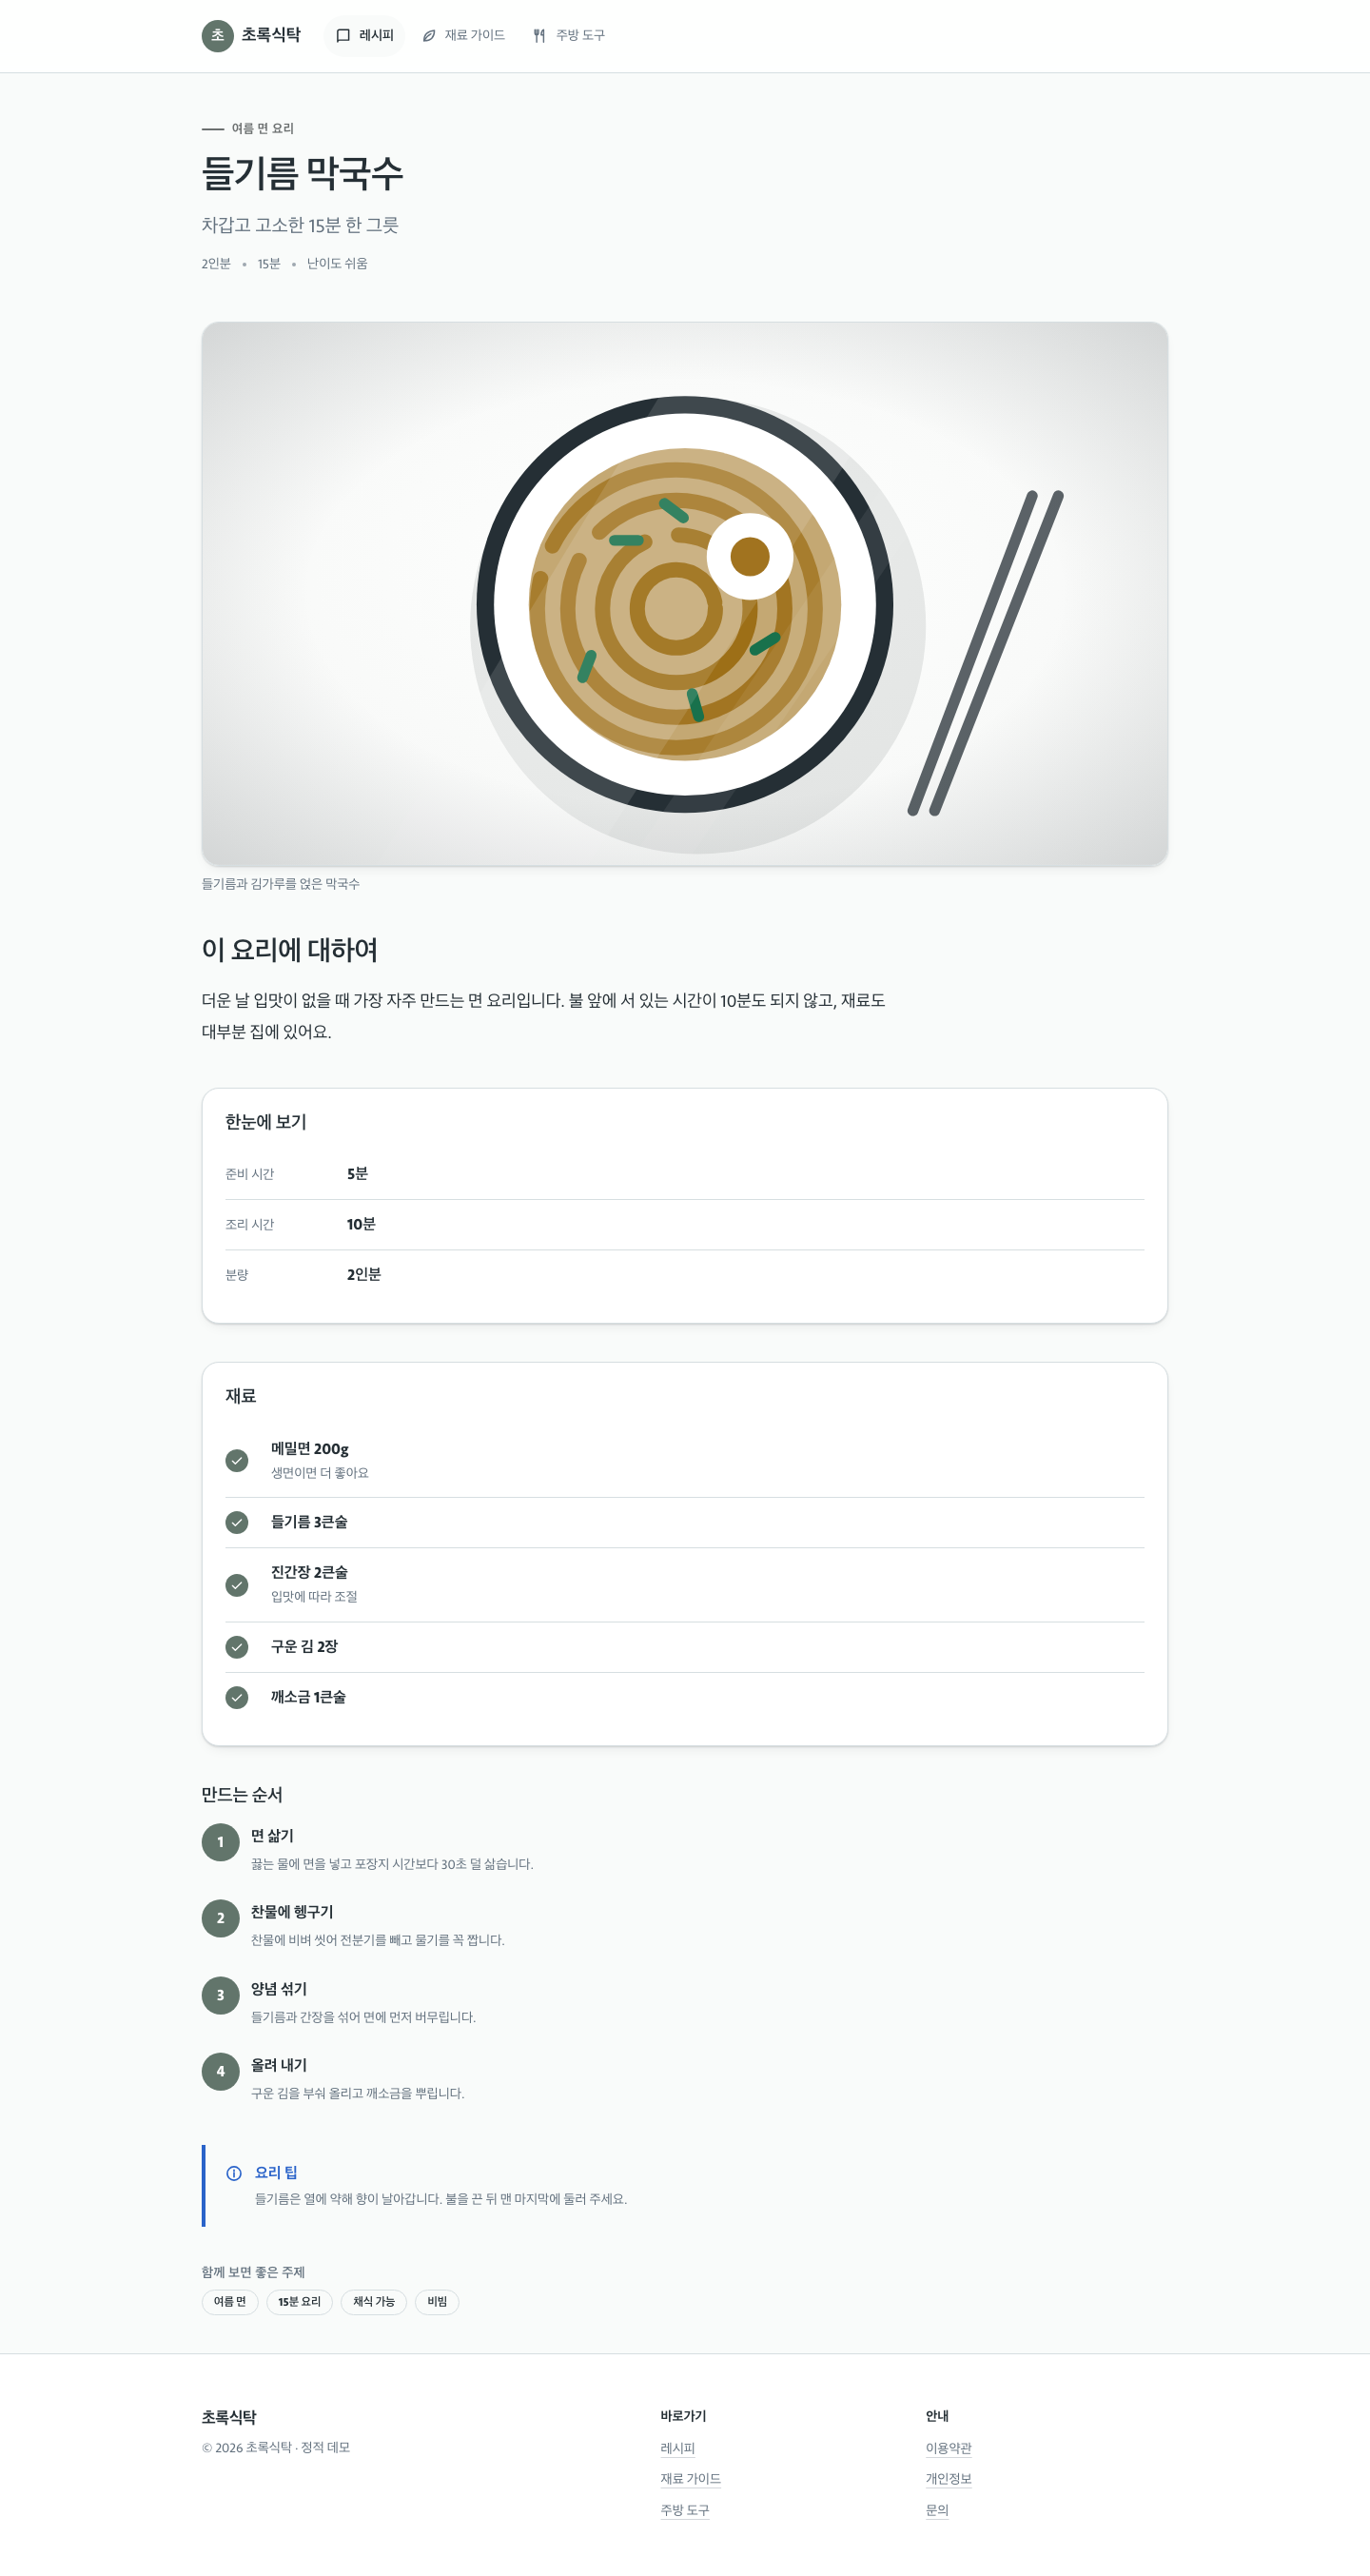 초 초록식탁 레시피 재료 가이드 주방 도구
여름 면 요리
들기름 막국수
차갑고 고소한 15분 한 그릇
2인분 • 15분 • 난이도 쉬움
들기름과 김가루를 얹은 막국수
이 요리에 대하여
더운 날 입맛이 없을 때 가장 자주 만드는 면 요리입니다. 불 앞에 서 있는 시간이 10분도 되지 않고, 재료도
대부분 집에 있어요.
한눈에 보기
준비 시간 5분
조리 시간 10분
분량 2인분
재료
메밀면 200g
생면이면 더 좋아요
들기름 3큰술
진간장 2큰술
입맛에 따라 조절
구운 김 2장
깨소금 1큰술
만드는 순서
1 면 삶기
끓는 물에 면을 넣고 포장지 시간보다 30초 덜 삶습니다.
2 찬물에 헹구기
찬물에 비벼 씻어 전분기를 빼고 물기를 꼭 짭니다.
3 양념 섞기
들기름과 간장을 섞어 면에 먼저 버무립니다.
4 올려 내기
구운 김을 부숴 올리고 깨소금을 뿌립니다.
요리 팁
들기름은 열에 약해 향이 날아갑니다. 불을 끈 뒤 맨 마지막에 둘러 주세요.
함께 보면 좋은 주제
여름 면 15분 요리 채식 가능 비빔
초록식탁
© 2026 초록식탁 · 정적 데모
바로가기
레시피
재료 가이드
주방 도구
안내
이용약관
개인정보
문의